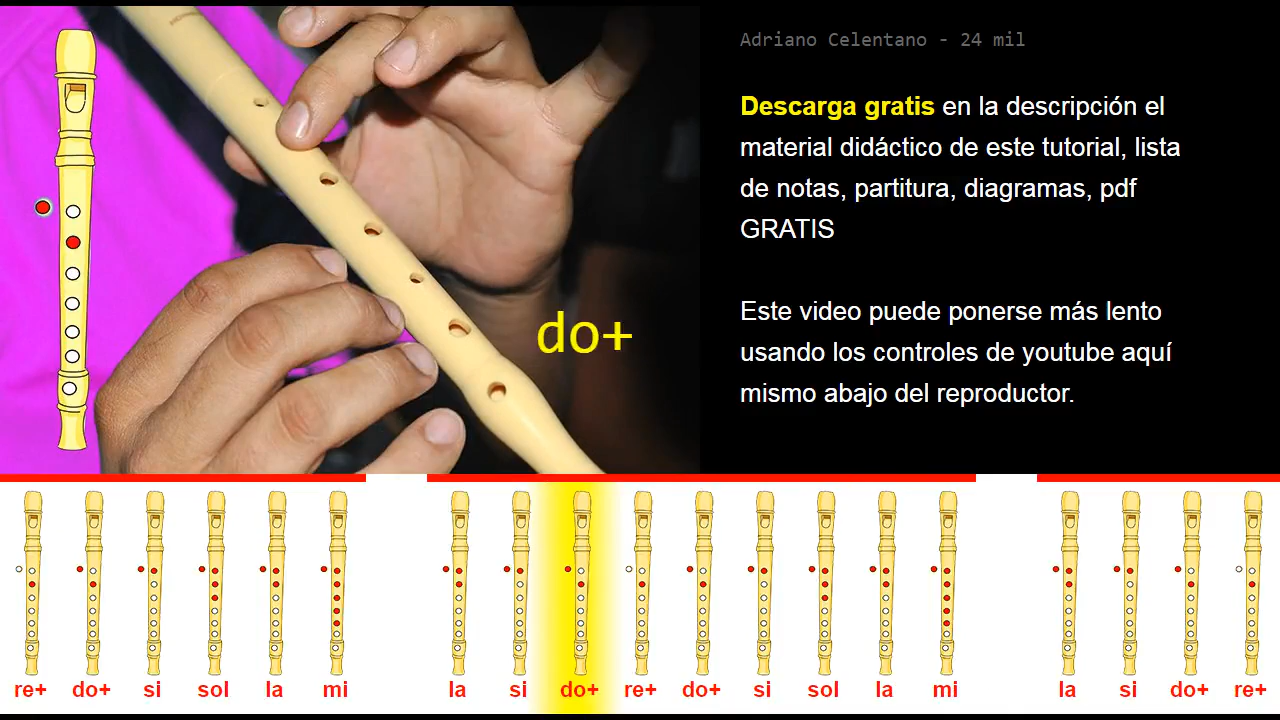 Adriano Celentano - 24 mil
Descarga gratis en la descripción el
material didáctico de este tutorial, lista
de notas, partitura, diagramas, pdf
GRATIS
Este video puede ponerse más lento
usando los controles de youtube aquí
mismo abajo del reproductor.
do+
re+ do+ si sol la mi la si do+ re+ do+ si sol la mi la si do+ re+